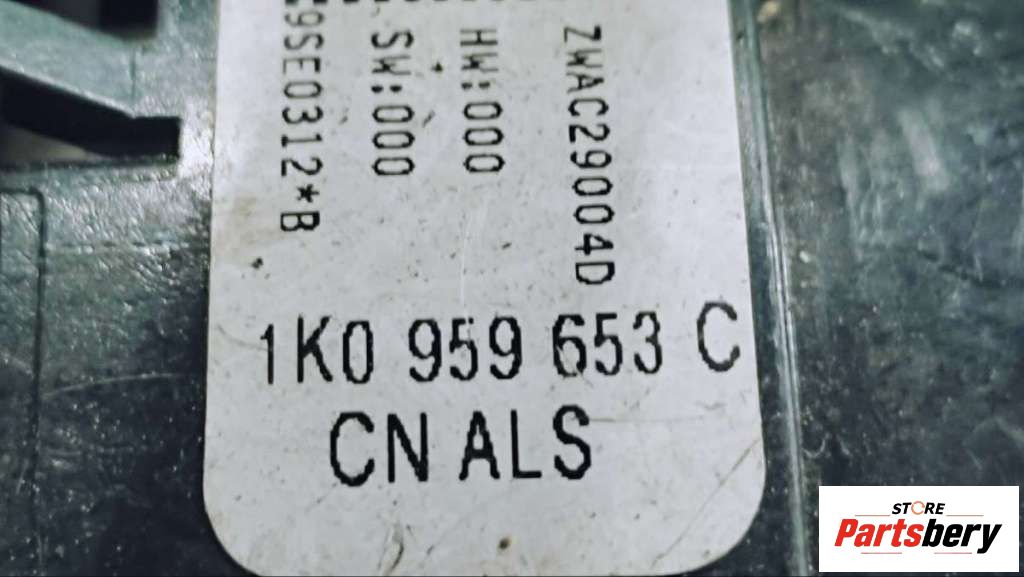 ZWAC29004D
HW:000
SW:000
9SE0312*B
1K0 959 653 C
CN ALS
STORE
Partsbery